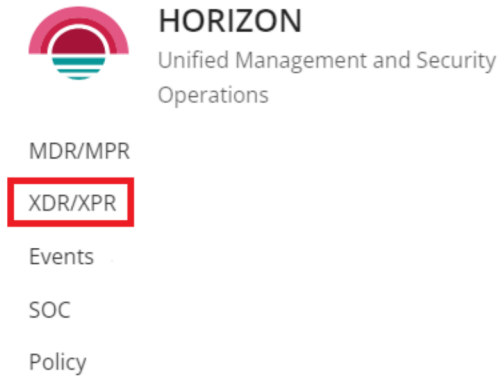 HORIZON
Unified Management and Security
Operations
MDR/MPR
XDR/XPR
Events
SOC
Policy